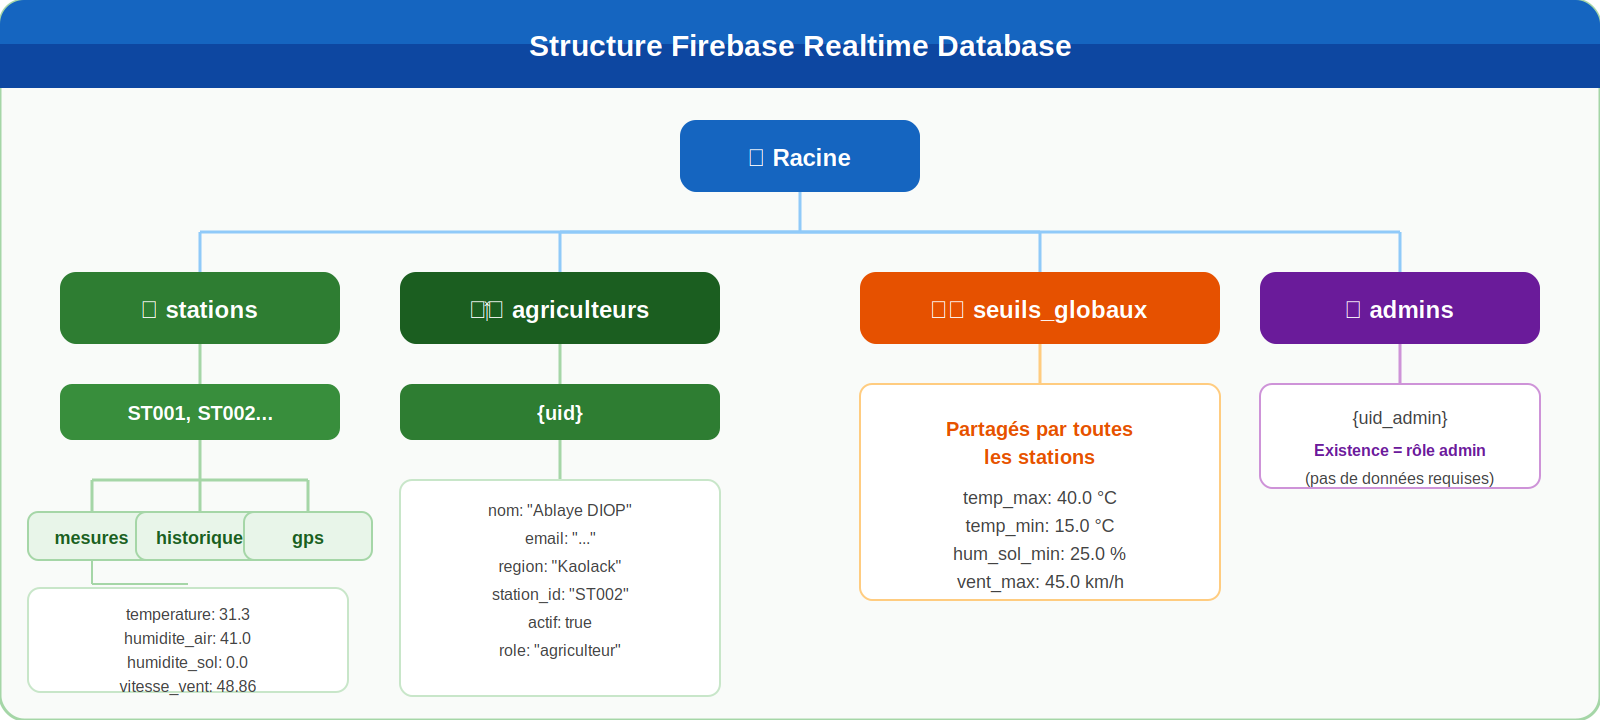 Structure Firebase Realtime Database
Racine
stations
agriculteurs
seuils_globaux
admins
ST001, ST002...
{uid}
Partagés par toutes
les stations
temp_max: 40.0 °C
temp_min: 15.0 °C
hum_sol_min: 25.0 %
vent_max: 45.0 km/h
{uid_admin}
Existence = rôle admin
(pas de données requises)
mesures
historique
gps
nom: "Ablaye DIOP"
email: "..."
region: "Kaolack"
station_id: "ST002"
actif: true
role: "agriculteur"
temperature: 31.3
humidite_air: 41.0
humidite_sol: 0.0
vitesse_vent: 48.86